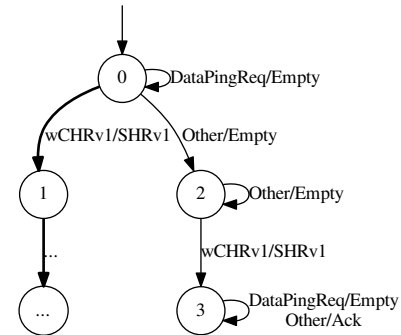 0
DataPingReq/Empty
wCHRv1/SHRv1
Other/Empty
1
2
Other/Empty
...
wCHRv1/SHRv1
...
3
DataPingReq/Empty
Other/Ack